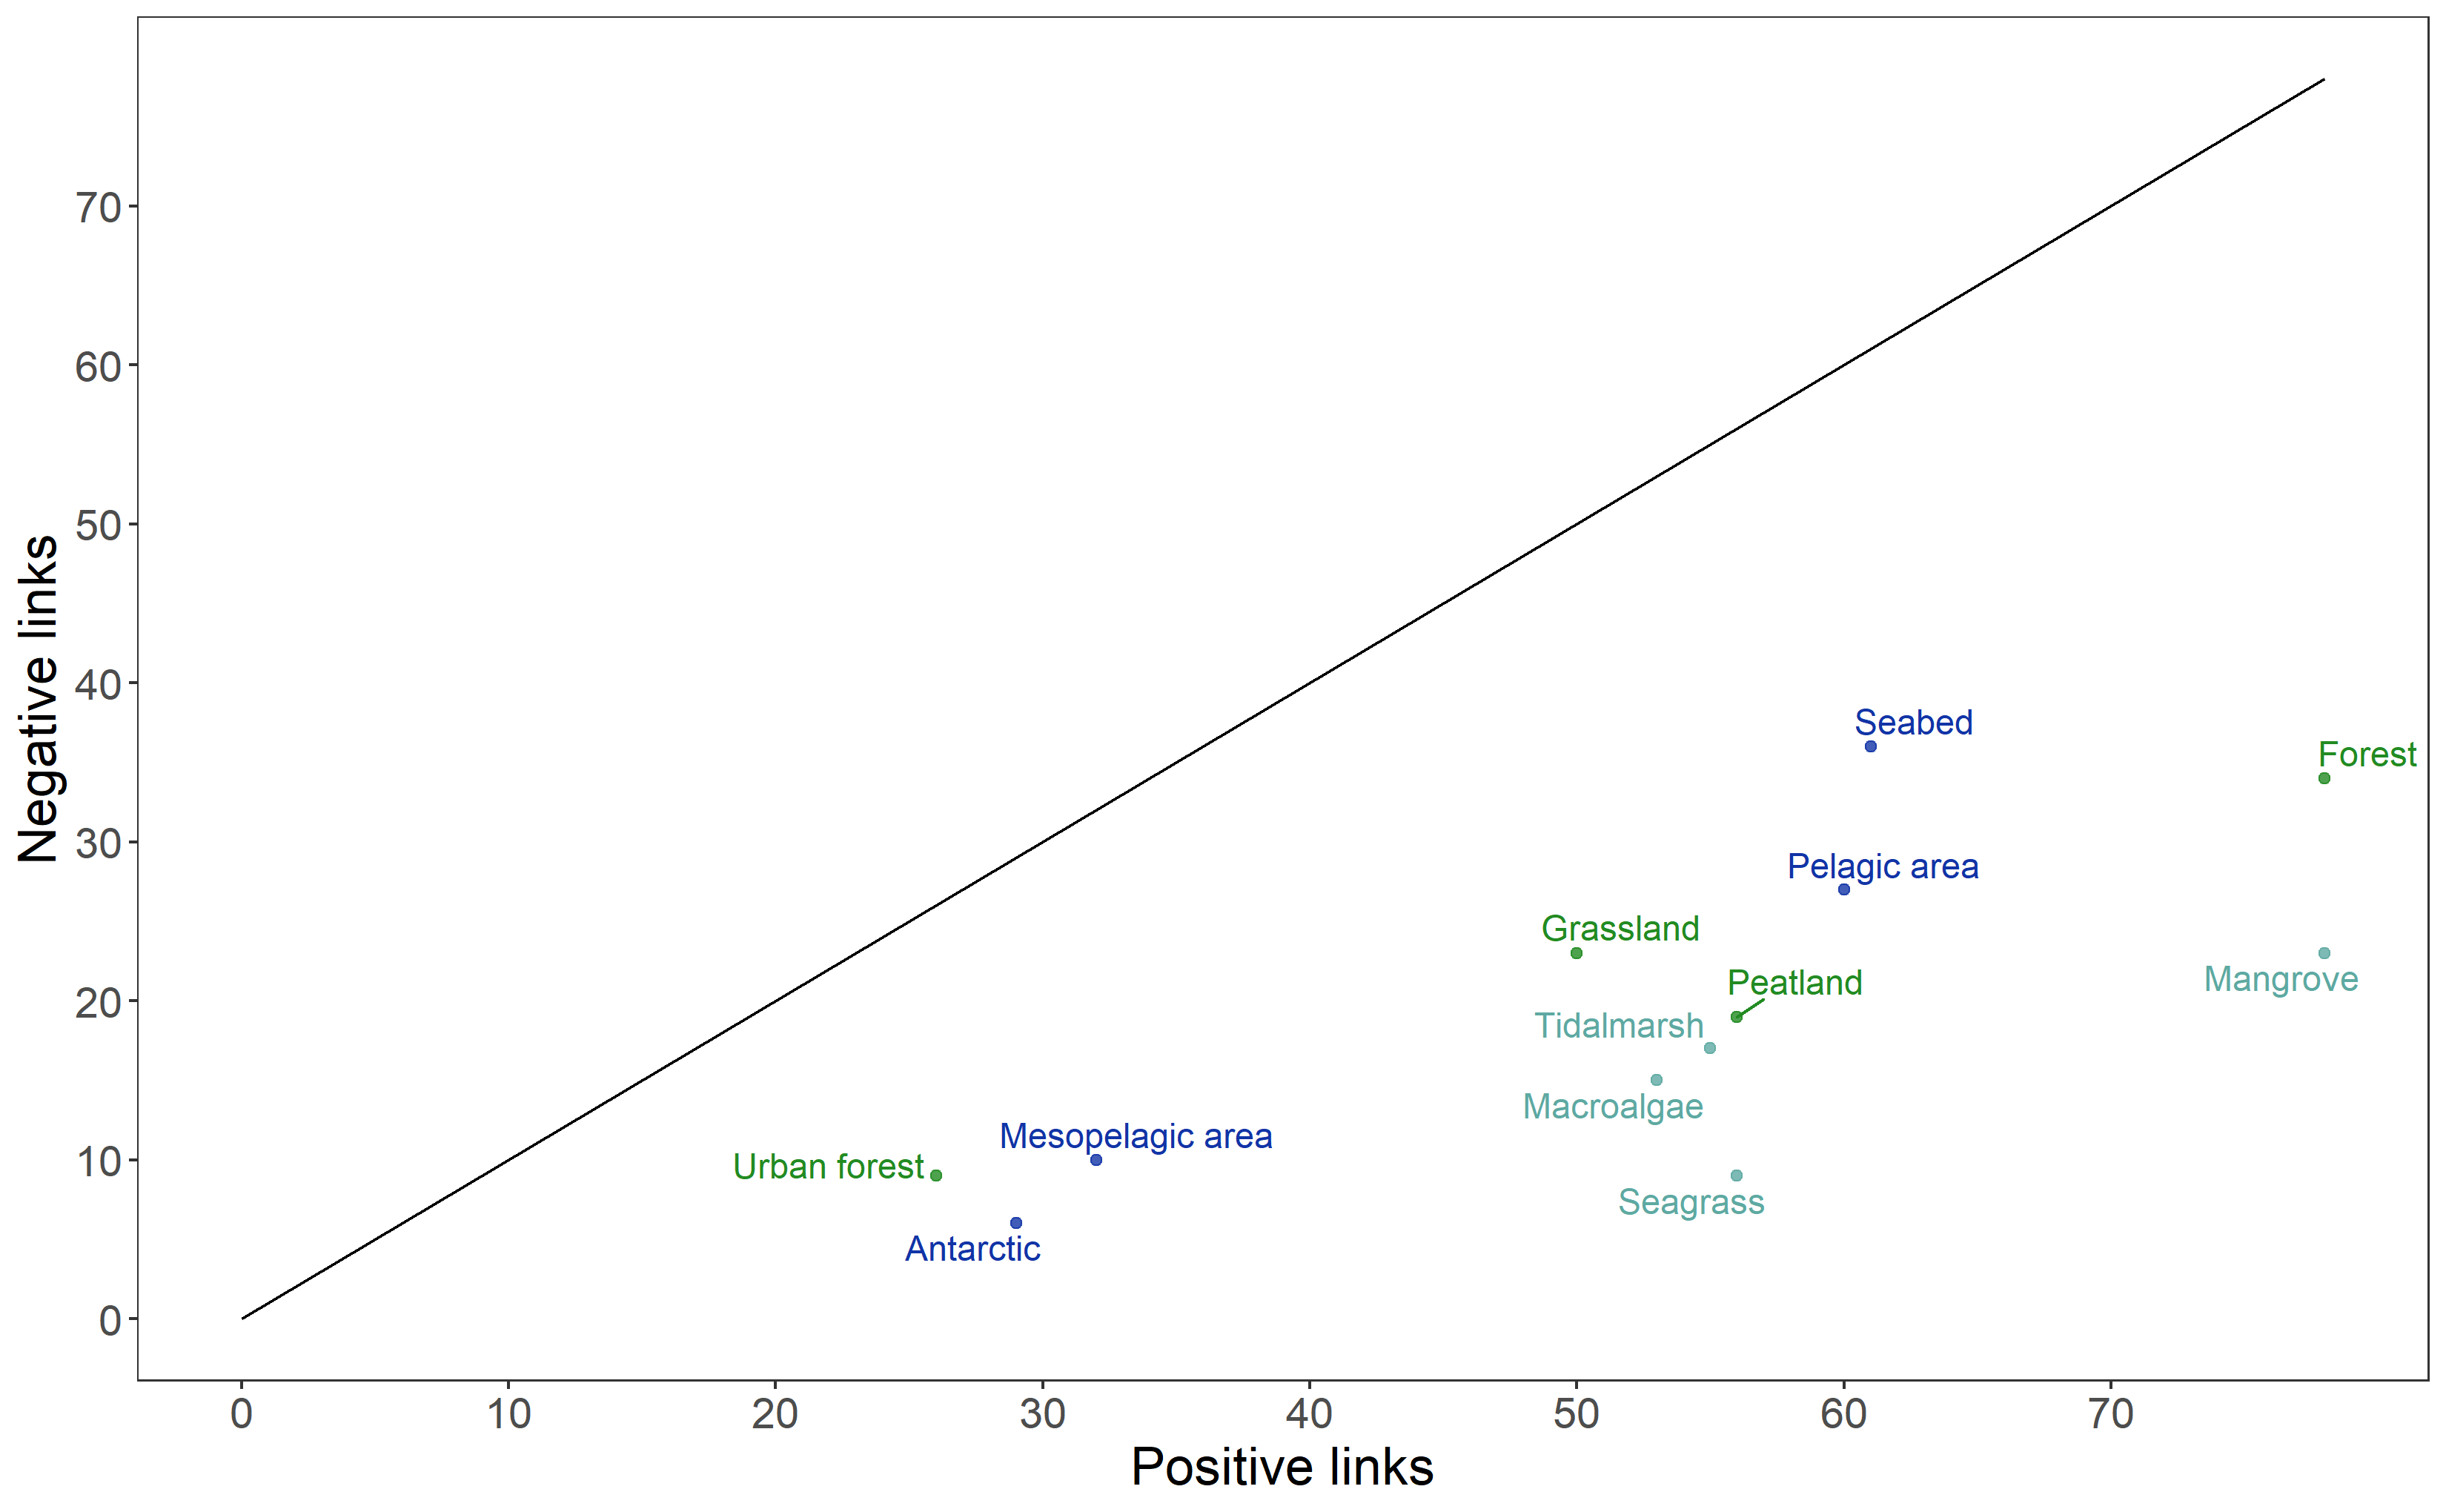 Negative links
70
60
50
40
30
20
10
0
Seabed
Forest
Pelagic area
Grassland
Mangrove
Peatland
Tidalmarsh
Macroalgae
Mesopelagic area
Urban forest
Seagrass
Antarctic
0 10 20 30 40 50 60 70
Positive links